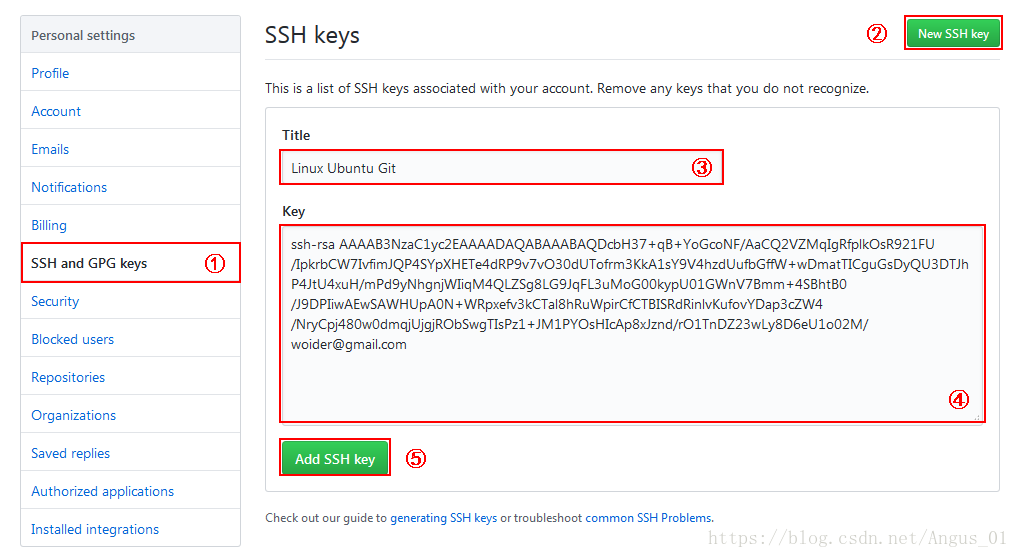 Personal settings
Profile
Account
Emails
Notifications
Billing
SSH and GPG keys ①
Security
Blocked users
Repositories
Organizations
Saved replies
Authorized applications
Installed integrations
SSH keys
② New SSH key
This is a list of SSH keys associated with your account. Remove any keys that you do not recognize.
Title
Linux Ubuntu Git ③
Key
ssh-rsa AAAAB3NzaC1yc2EAAAADAQABAAABAQDcbH37+qB+YoGcoNF/AaCQ2VZMqIgRfplkOsR921FU
/IpkrbCW7IvfimJQP4SYpXHETe4dRP9v7vO30dUTofrm3KkA1sY9V4hzdUufbGffW+wDmatTICguGsDyQU3DTJh
P4JtU4xuH/mPd9yNhgnjWIiqM4QLZSg8LG9JqFL3uMoG00kypU01GWnV7Bmm+4SBhtB0
/J9DPIiwAEwSAWHUpA0N+WRpxefv3kCTal8hRuWpirCfCTBISRdRinlvKufovYDap3cZW4
/NryCpj480w0dmqjUjgjRObSwgTIsPz1+JM1PYOsHIcAp8xJznd/rO1TnDZ23wLy8D6eU1o02M/
woider@gmail.com
④
Add SSH key ⑤
Check out our guide to generating SSH keys or troubleshoot common SSH Problems.
https://blog.csdn.net/Angus_01